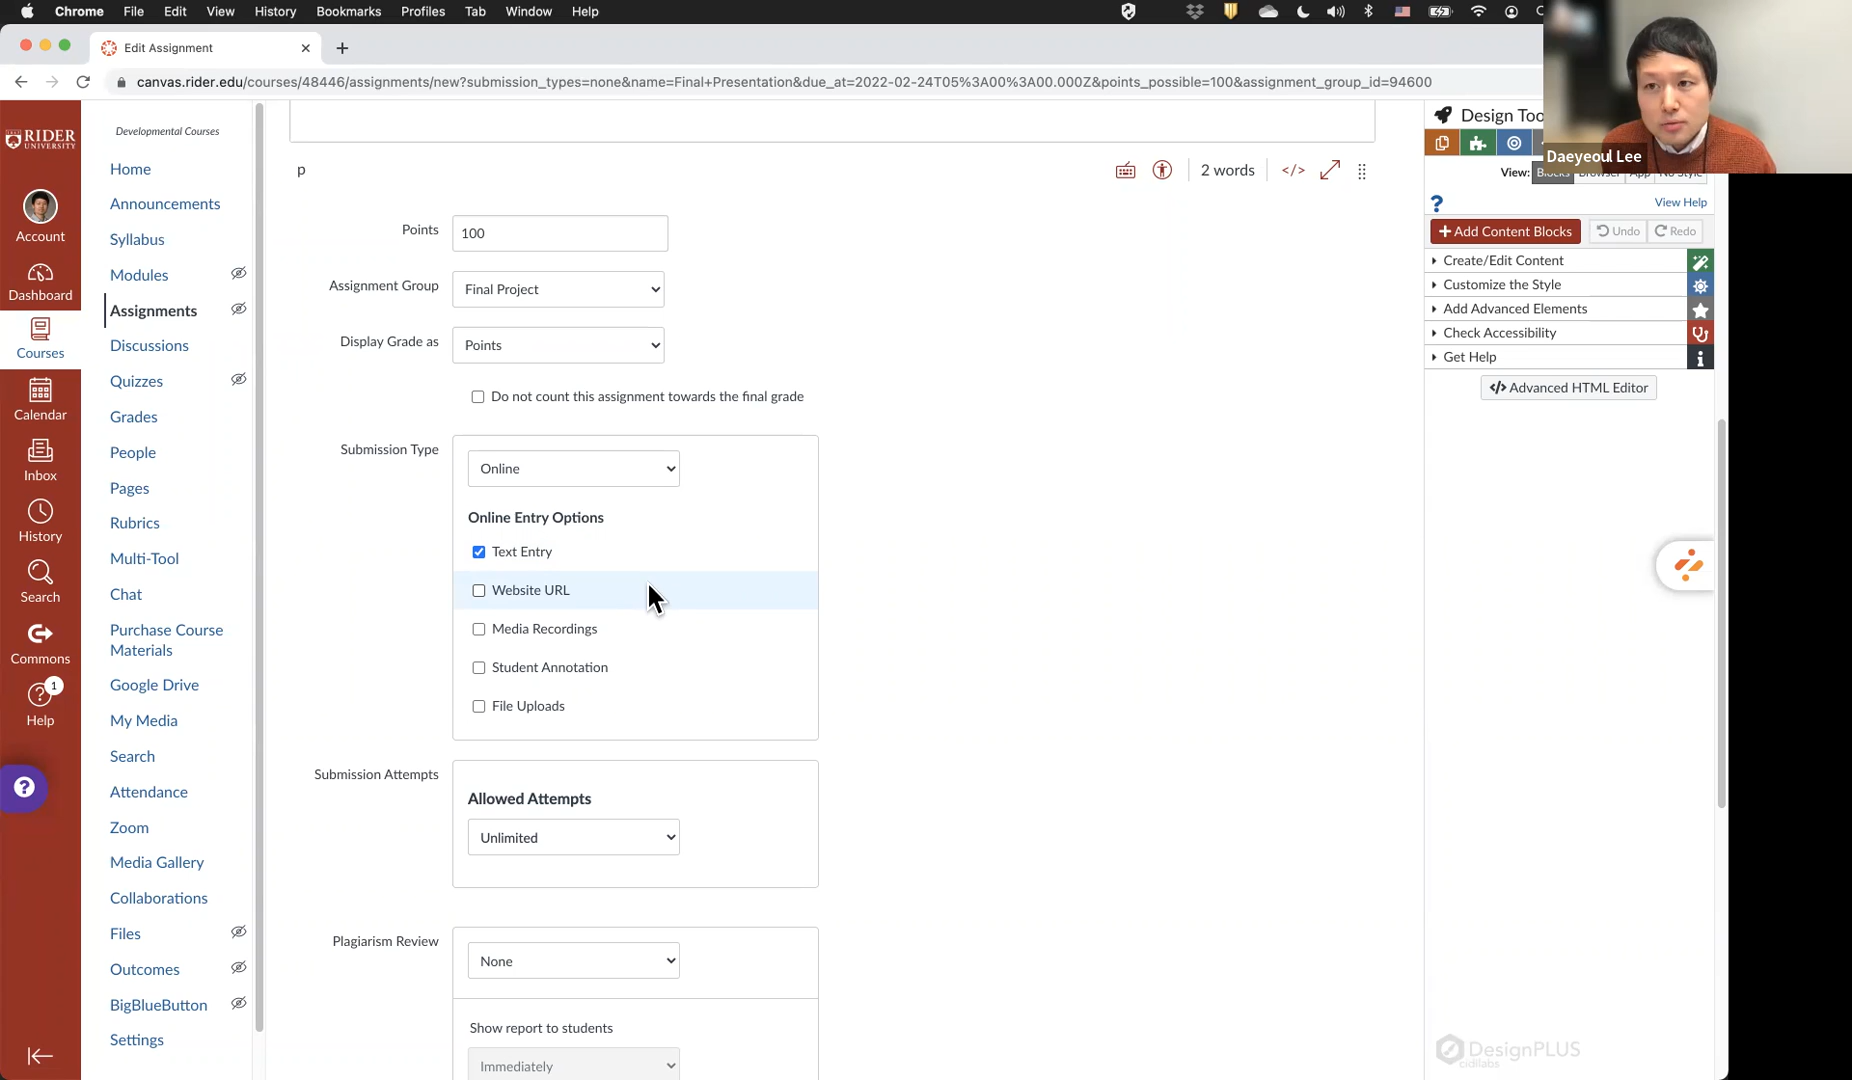 Chrome File Edit View History Bookmarks Profiles Tab Window Help
Edit Assignment
canvas.rider.edu/courses/48446/assignments/new?submission_types=none&name=Final+Presentation&due_at=2022-02-24T05%3A00%3A00.000Z&points_possible=100&assignment_group_id=94600
RIDER
UNIVERSITY
Account
Dashboard
Courses
Calendar
Inbox
History
Search
Commons
1
Help
Developmental Courses
Home
Announcements
Syllabus
Modules
Assignments
Discussions
Quizzes
Grades
People
Pages
Rubrics
Multi-Tool
Chat
Purchase Course
Materials
Google Drive
My Media
Search
Attendance
Zoom
Media Gallery
Collaborations
Files
Outcomes
BigBlueButton
Settings
p
2 words
</>
Points
100
Assignment Group
Final Project
Display Grade as
Points
Do not count this assignment towards the final grade
Submission Type
Online
Online Entry Options
Text Entry
Website URL
Media Recordings
Student Annotation
File Uploads
Submission Attempts
Allowed Attempts
Unlimited
Plagiarism Review
None
Show report to students
Immediately
Design Too
Daeyeoul Lee
View: Blocks
View Help
Add Content Blocks
Undo
Redo
Create/Edit Content
Customize the Style
Add Advanced Elements
Check Accessibility
Get Help
</> Advanced HTML Editor
DesignPLUS
cidilabs